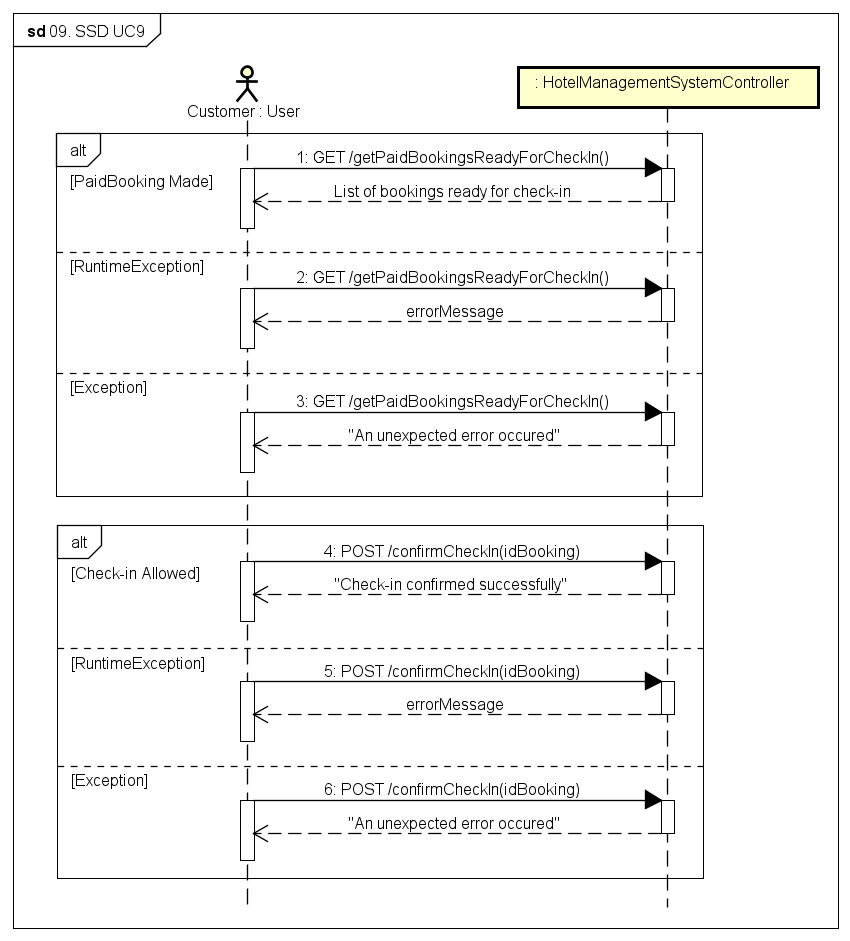 sd 09. SSD UC9
Customer : User
: HotelManagementSystemController
alt
1: GET /getPaidBookingsReadyForCheckIn()
[PaidBooking Made]
List of bookings ready for check-in
[RuntimeException]
2: GET /getPaidBookingsReadyForCheckIn()
errorMessage
[Exception]
3: GET /getPaidBookingsReadyForCheckIn()
"An unexpected error occured"
alt
4: POST /confirmCheckIn(idBooking)
[Check-in Allowed]
"Check-in confirmed successfully"
[RuntimeException]
5: POST /confirmCheckIn(idBooking)
errorMessage
[Exception]
6: POST /confirmCheckIn(idBooking)
"An unexpected error occured"